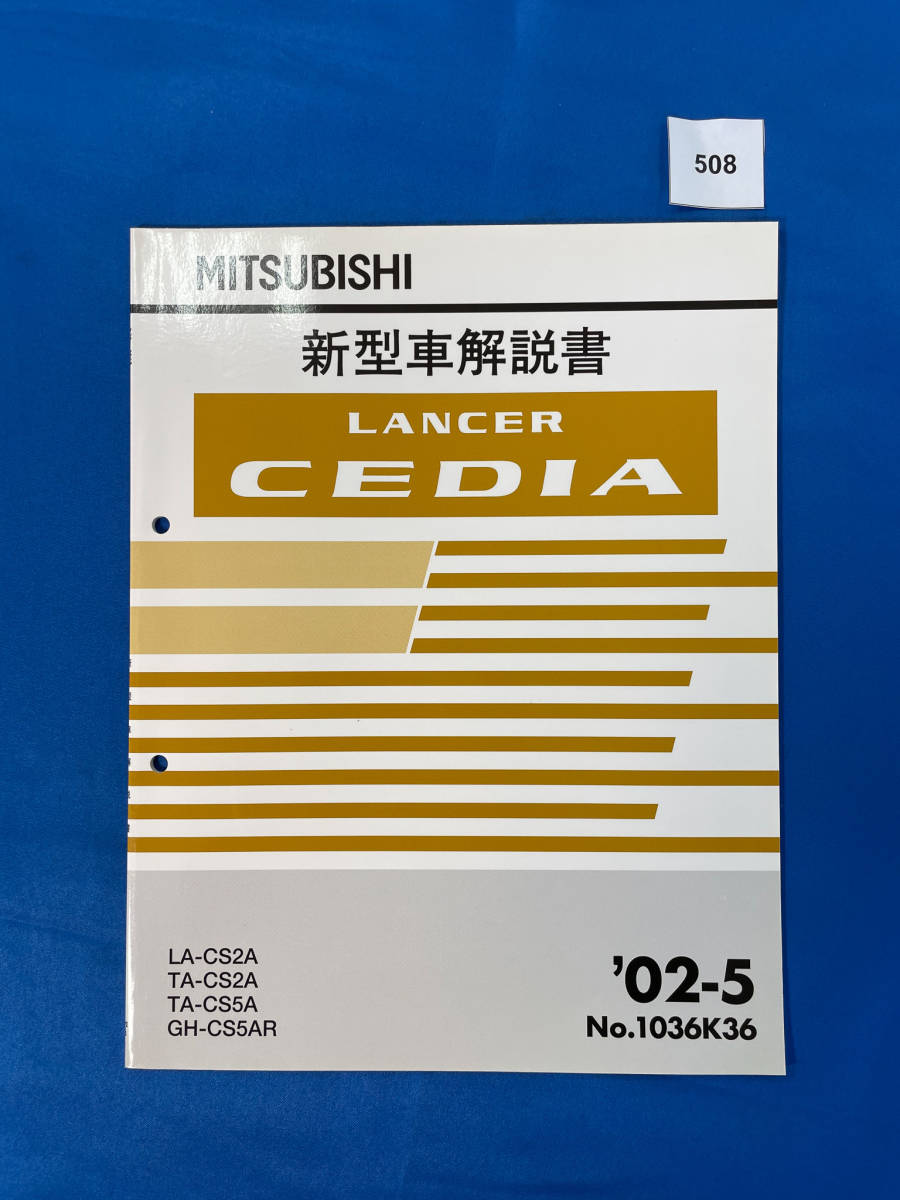 508
MITSUBISHI
新型車解説書
LANCER
CEDIA
LA-CS2A
TA-CS2A
TA-CS5A
GH-CS5AR
'02-5
No.1036K36